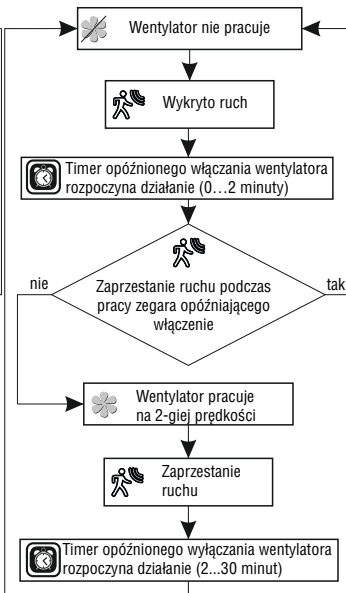 Wentylator nie pracuje
Wykryto ruch
Timer opóźnionego włączania wentylatora
rozpoczyna działanie (0...2 minuty)
nie
tak
Zaprzestanie ruchu podczas
pracy zegara opóźniającego
włączenie
Wentylator pracuje
na 2-giej prędkości
Zaprzestanie
ruchu
Timer opóźnionego wyłączania wentylatora
rozpoczyna działanie (2...30 minut)